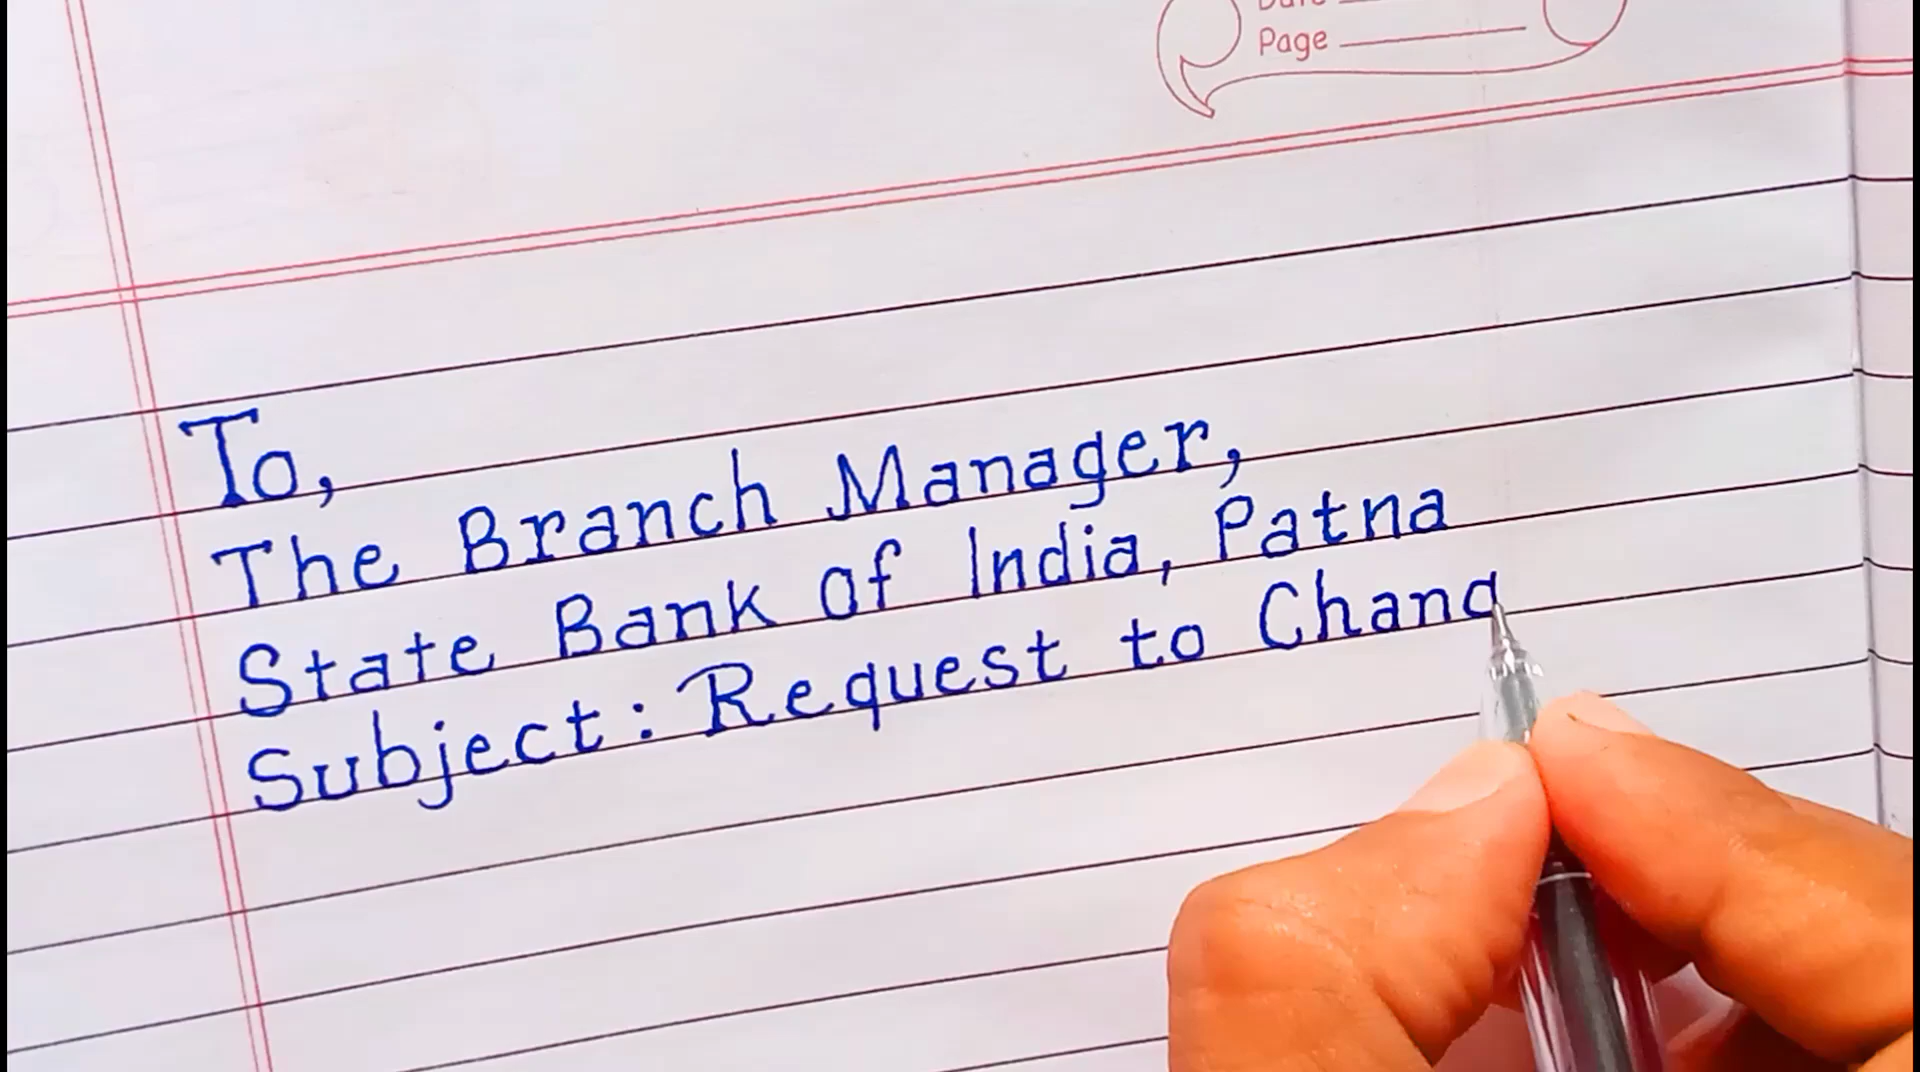 Page
To,
The Branch Manager,
State Bank of India, Patna
Subject: Request to Chang